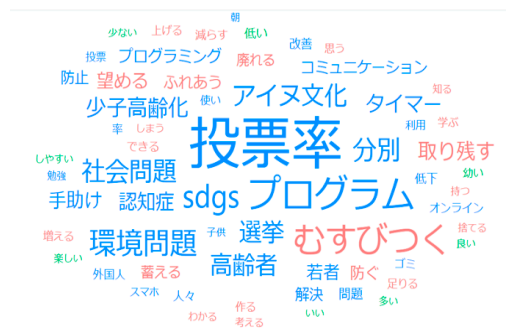 朝
少ない 上げる 減らす 低い
改善 思う
投票 プログラミング 廃れる
コミュニケーション
防止 望める ふれあう
知る
少子高齢化 使い アイヌ文化 タイマー
率 しまう 投票率 利用 学ぶ
できる 分別 取り残す
しやすい
勉強 社会問題 低下 幼い
手助け 認知症 sdgs プログラム 持つ
オンライン
増える 環境問題 子供 選挙 むすびつく 捨てる
楽しい 良い
外国人 蓄える 高齢者 若者 防ぐ ゴミ
足りる
スマホ 人々 解決 問題 多い
わかる 作る いい
考える